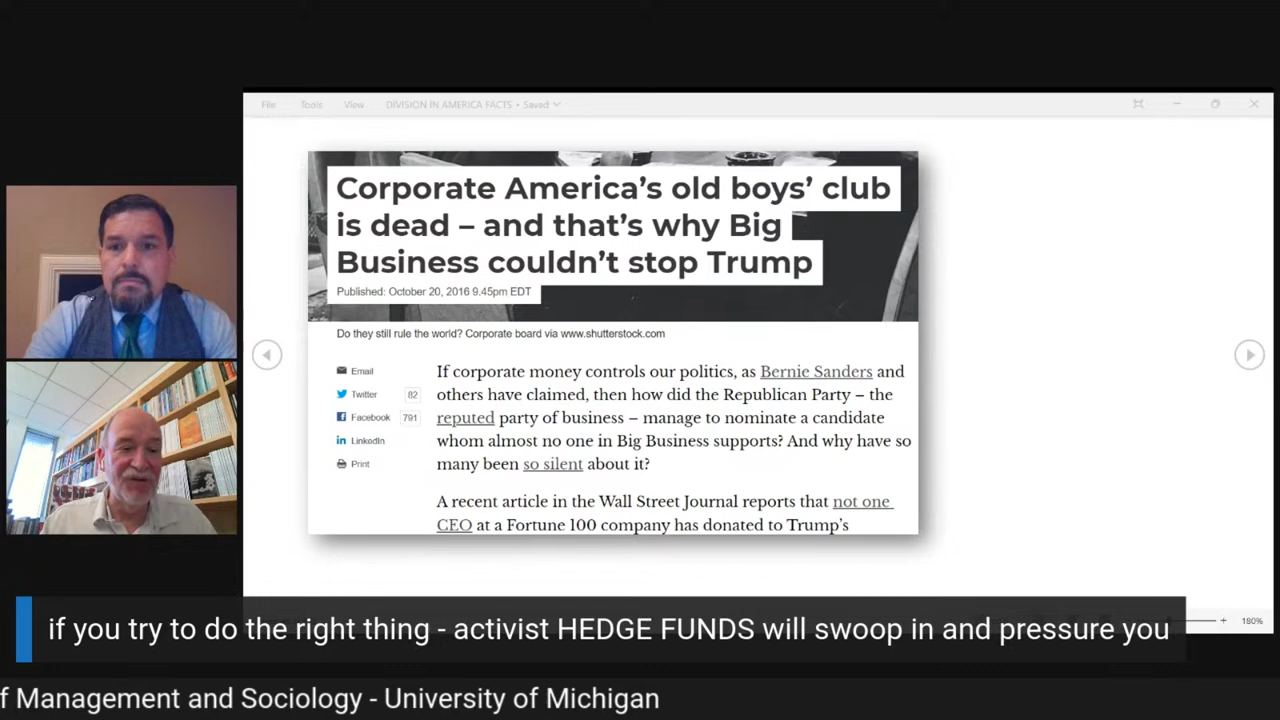 File Tools View DIVISION IN AMERICA FACTS • Saved
Corporate America's old boys' club
is dead – and that's why Big
Business couldn't stop Trump
Published: October 20, 2016 9.45pm EDT
Do they still rule the world? Corporate board via www.shutterstock.com
Email
Twitter 82
Facebook 791
LinkedIn
Print
If corporate money controls our politics, as Bernie Sanders and
others have claimed, then how did the Republican Party – the
reputed party of business – manage to nominate a candidate
whom almost no one in Big Business supports? And why have so
many been so silent about it?
A recent article in the Wall Street Journal reports that not one
CEO at a Fortune 100 company has donated to Trump's
if you try to do the right thing - activist HEDGE FUNDS will swoop in and pressure you
+ 180%
f Management and Sociology - University of Michigan